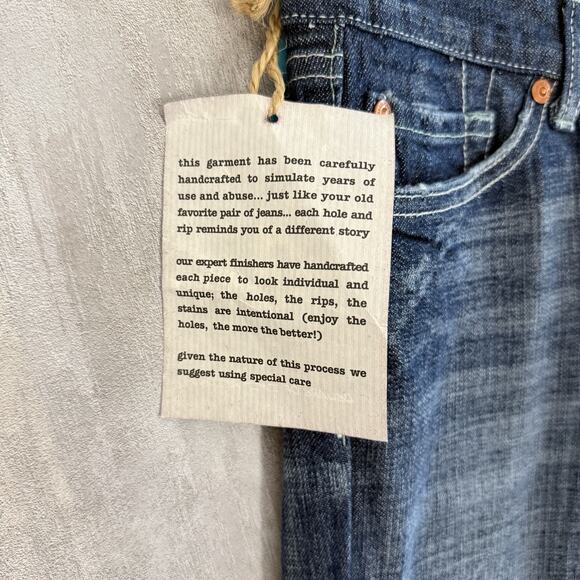 this garment has been carefully
handcrafted to simulate years of
use and abuse... just like your old
favorite pair of jeans... each hole and
rip reminds you of a different story
our expert finishers have handcrafted
each piece to look individual and
unique; the holes, the rips, the
stains are intentional (enjoy the
holes, the more the better!)
given the nature of this process we
suggest using special care